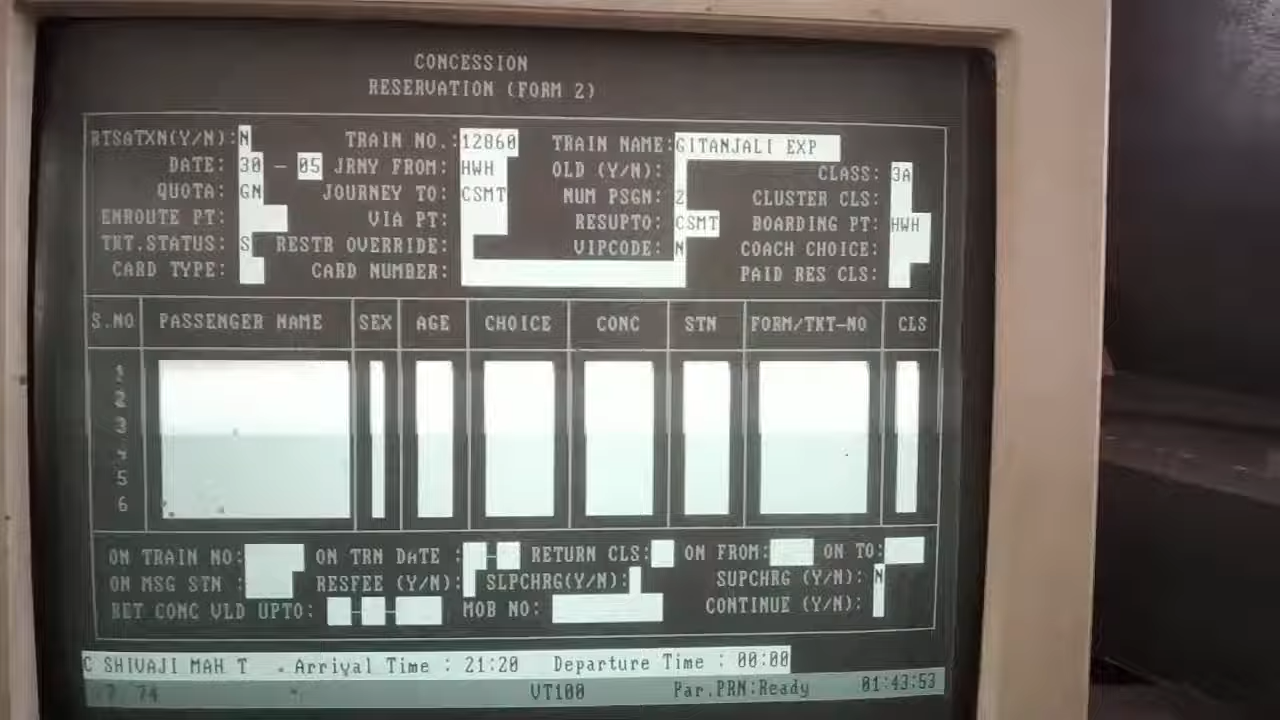 CONCESSION
RESERVATION (FORM 2)
RTSATXN(Y/N): N TRAIN NO.: 12860 TRAIN NAME: GITANJALI EXP
DATE: 30 - 05 JRNY FROM: HWH OLD (Y/N): CLASS: 3A
QUOTA: GN JOURNEY TO: CSMT NUM PSGN: 2 CLUSTER CLS:
ENROUTE PT: VIA PT: RESUPTO: CSMT BOARDING PT: HWH
TKT.STATUS: S RESTR OVERRIDE: VIPCODE: N COACH CHOICE:
CARD TYPE: CARD NUMBER: PAID RES CLS:
S.NO PASSENGER NAME SEX AGE CHOICE CONC STN FORM/TKT-NO CLS
1
2
3
4
5
6
ON TRAIN NO: ON TRN DATE : - RETURN CLS: ON FROM: ON TO:
ON MSG STN : RESFEE (Y/N): SLPCHRG(Y/N): SUPCHRG (Y/N): N
RET CONC VLD UPTO: - - MOB NO: CONTINUE (Y/N):
C SHIVAJI MAH T . Arrival Time : 21:20 Departure Time : 00:00
7 74 VT100 Par.PRN:Ready 01:43:53